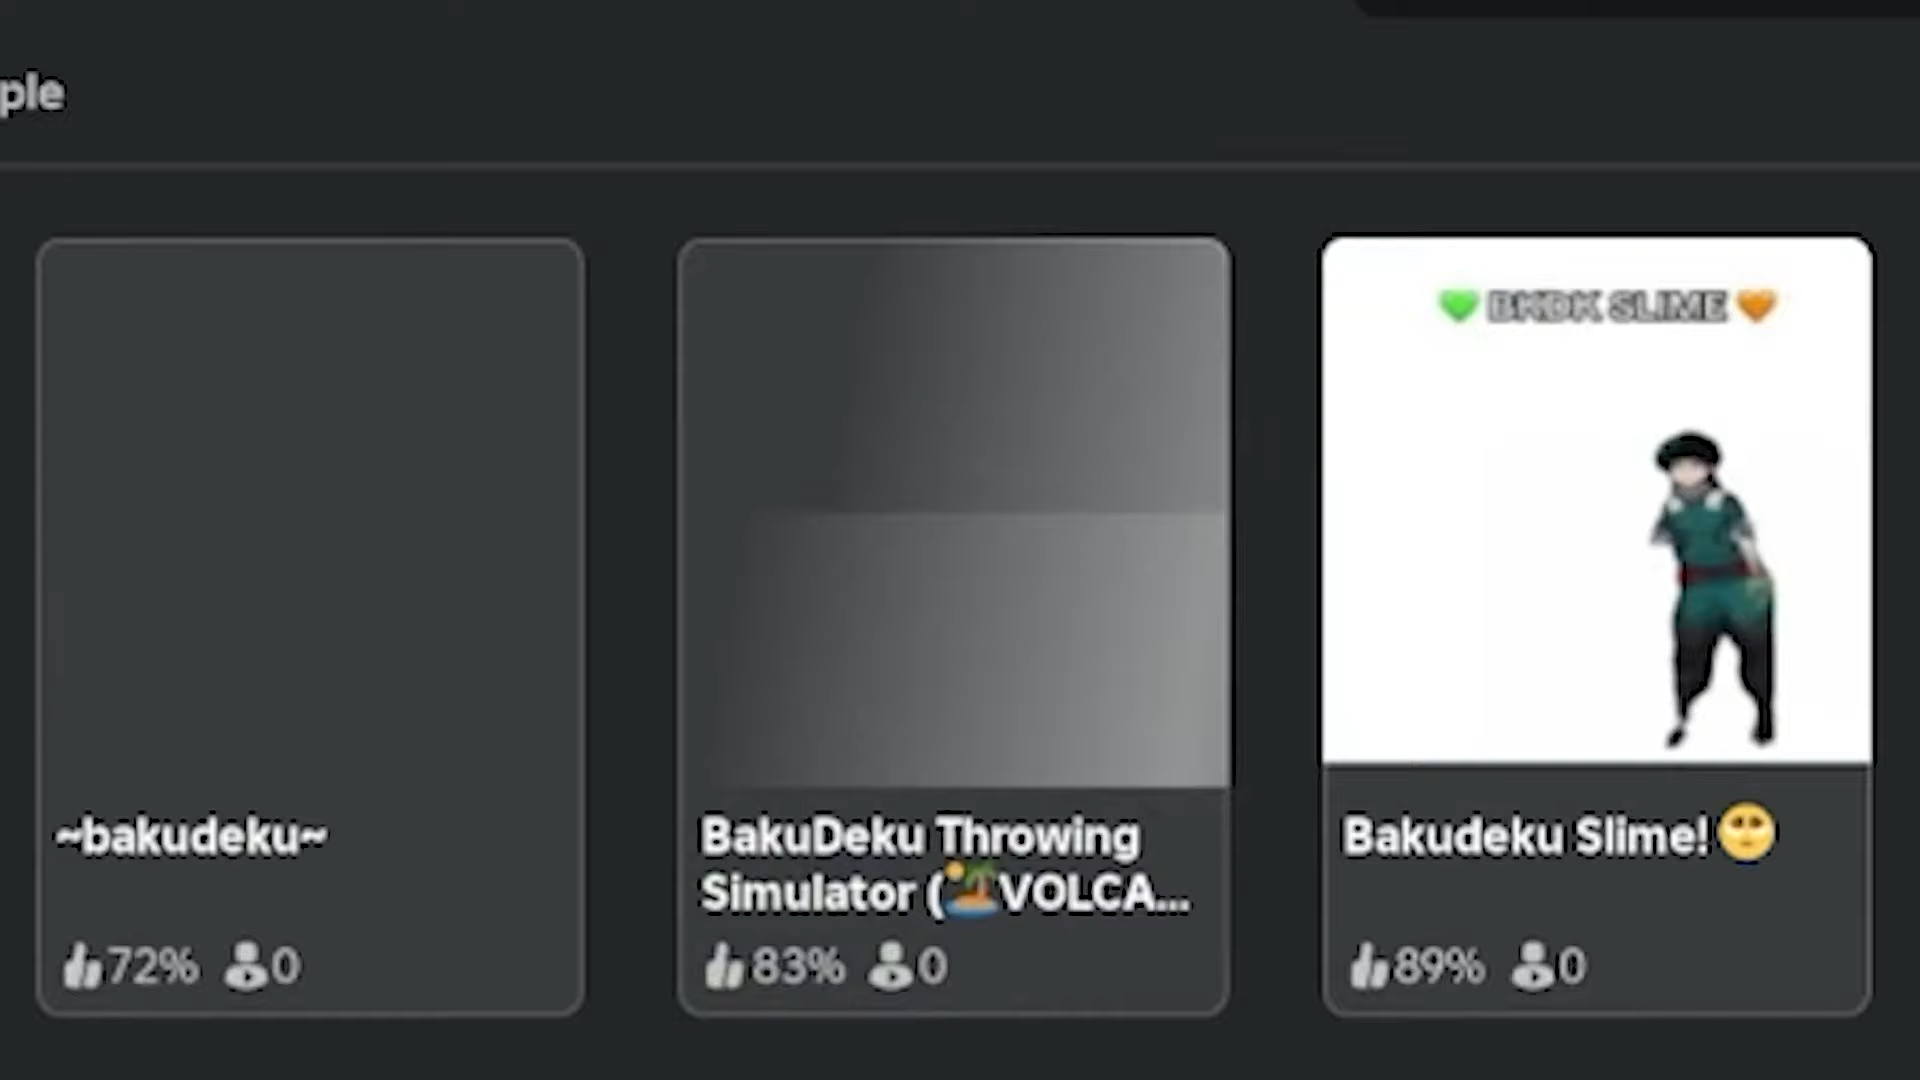 ple
💚 BKDK SLIME 🧡
~bakudeku~
BakuDeku Throwing
Simulator (🏝️VOLCA...
Bakudeku Slime!🥺
72% 0
83% 0
89% 0